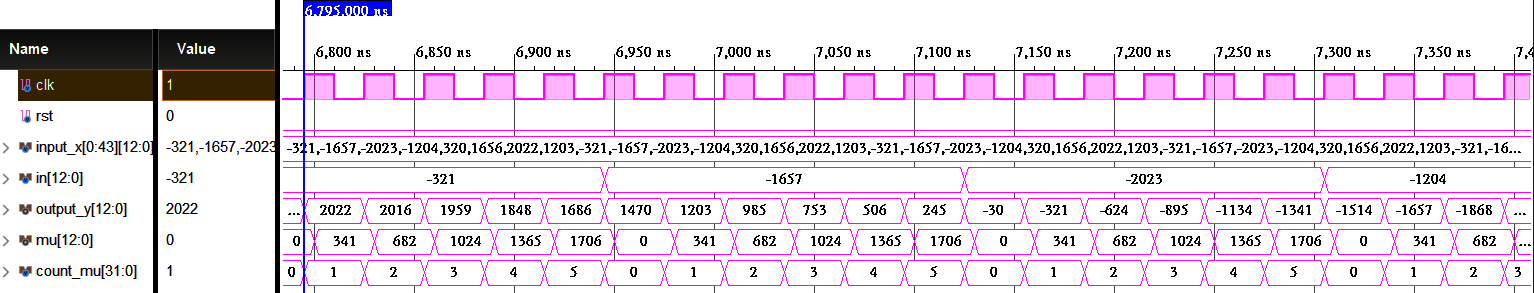 6,795.000 ns
6,800 ns 6,850 ns 6,900 ns 6,950 ns 7,000 ns 7,050 ns 7,100 ns 7,150 ns 7,200 ns 7,250 ns 7,300 ns 7,350 ns 7,4
Name Value
clk 1
rst 0
input_x[0:43][12:0] -321,-1657,-2023 -321,-1657,-2023,-1204,320,1656,2022,1203,-321,-1657,-2023,-1204,320,1656,2022,1203,-321,-1657,-2023,-1204,320,1656,2022,1203,-321,-1657,-2023,-1204,320,1656,2022,1203,-321,-16...
in[12:0] -321 -321 -1657 -2023 -1204
output_y[12:0] 2022 ... 2022 2016 1959 1848 1686 1470 1203 985 753 506 245 -30 -321 -624 -895 -1134 -1341 -1514 -1657 -1868 ...
mu[12:0] 0 0 341 682 1024 1365 1706 0 341 682 1024 1365 1706 0 341 682 1024 1365 1706 0 341 682 ...
count_mu[31:0] 1 0 1 2 3 4 5 0 1 2 3 4 5 0 1 2 3 4 5 0 1 2 3